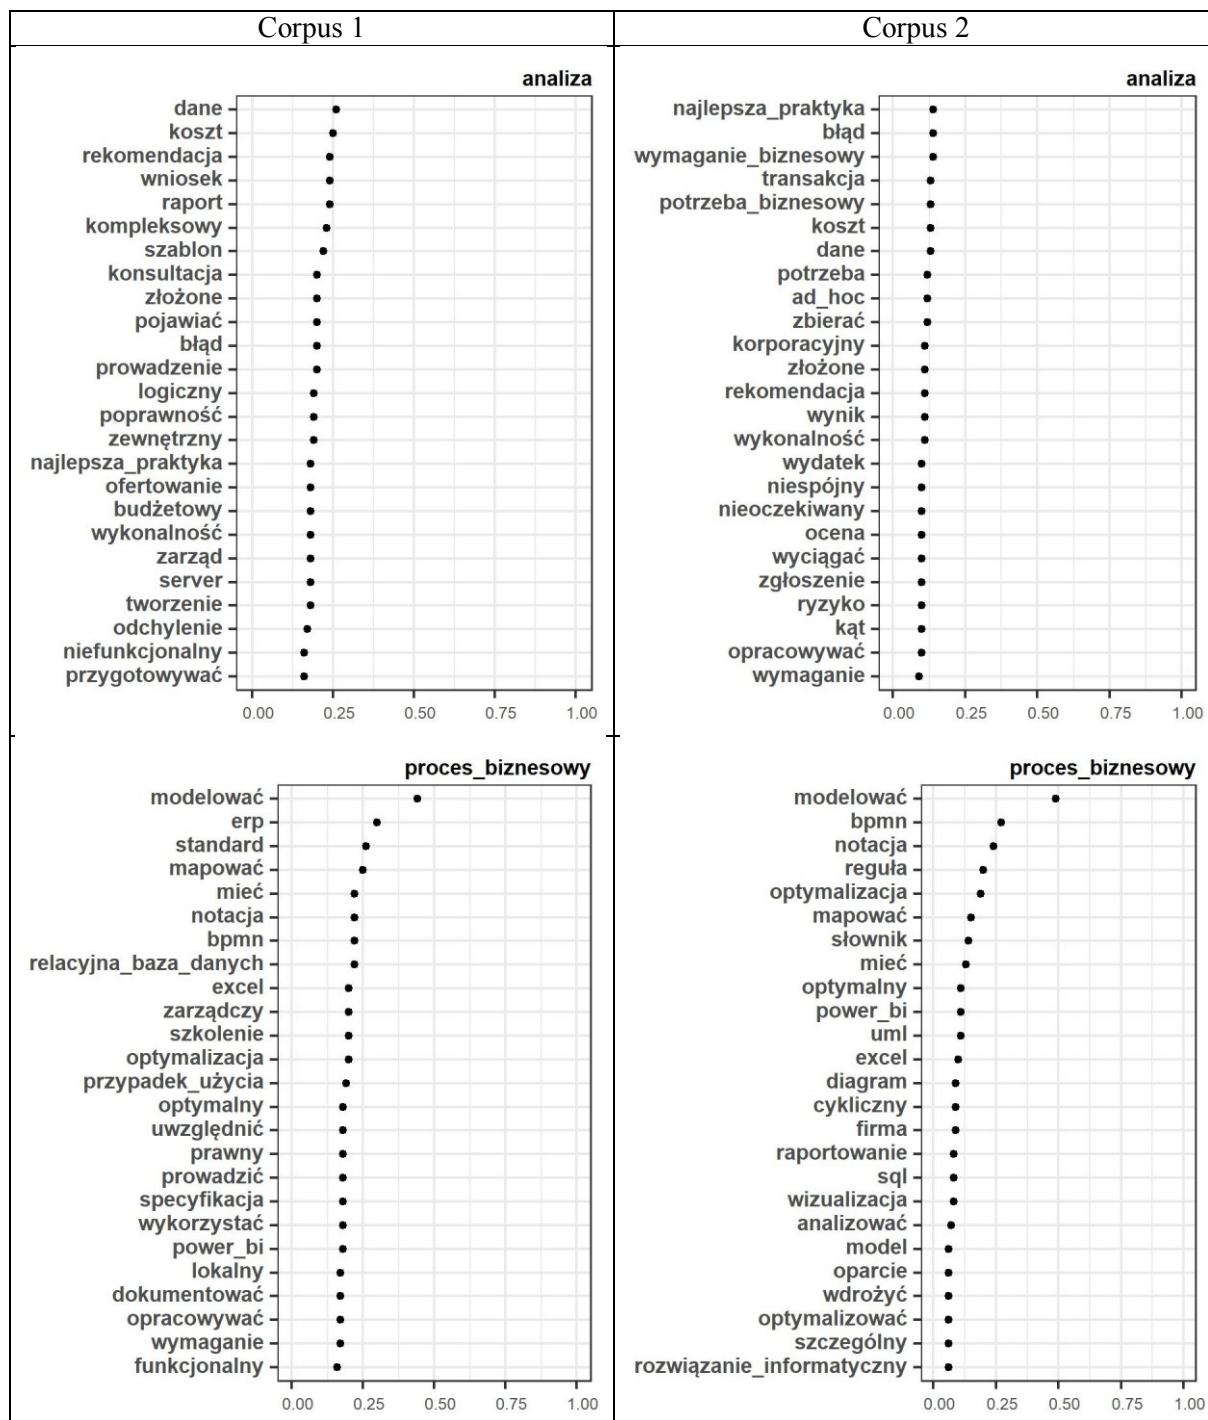 Corpus 1
Corpus 2
analiza
dane
koszt
rekomendacja
wniosek
raport
kompleksowy
szablon
konsultacja
złożone
pojawiać
błąd
prowadzenie
logiczny
poprawność
zewnętrzny
najlepsza_praktyka
ofertowanie
budżetowy
wykonalność
zarząd
server
tworzenie
odchylenie
niefunkcjonalny
przygotowywać
0.00 0.25 0.50 0.75 1.00
analiza
najlepsza_praktyka
błąd
wymaganie_biznesowy
transakcja
potrzeba_biznesowy
koszt
dane
potrzeba
ad_hoc
zbierać
korporacyjny
złożone
rekomendacja
wynik
wykonalność
wydatek
niespójny
nieoczekiwany
ocena
wyciągać
zgłoszenie
ryzyko
kąt
opracowywać
wymaganie
0.00 0.25 0.50 0.75 1.00
proces_biznesowy
modelować
erp
standard
mapować
mieć
notacja
bpmn
relacyjna_baza_danych
excel
zarządczy
szkolenie
optymalizacja
przypadek_użycia
optymalny
uwzględnić
prawny
prowadzić
specyfikacja
wykorzystać
power_bi
lokalny
dokumentować
opracowywać
wymaganie
funkcjonalny
0.00 0.25 0.50 0.75 1.00
proces_biznesowy
modelować
bpmn
notacja
reguła
optymalizacja
mapować
słownik
mieć
optymalny
power_bi
uml
excel
diagram
cykliczny
firma
raportowanie
sql
wizualizacja
analizować
model
oparcie
wdrożyć
optymalizować
szczególny
rozwiązanie_informatyczny
0.00 0.25 0.50 0.75 1.00